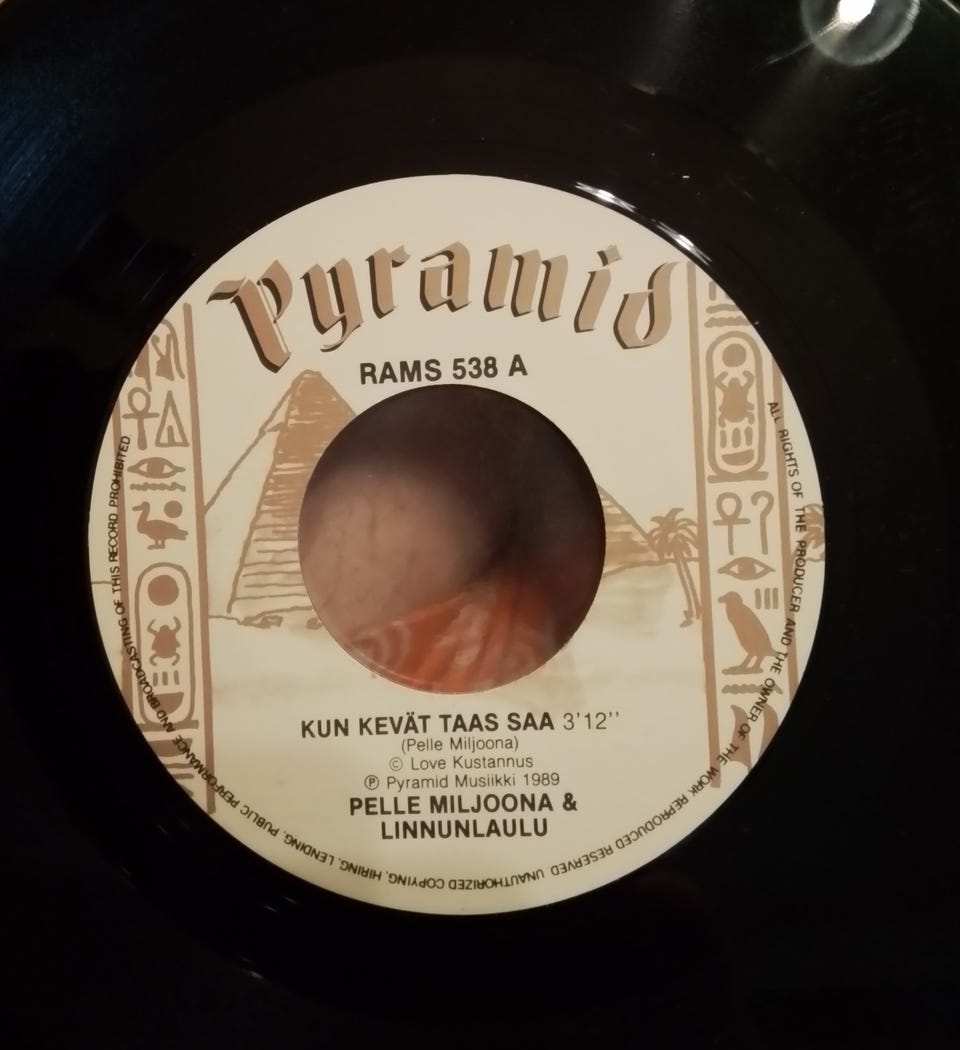 Pyramid
RAMS 538 A
KUN KEVÄT TAAS SAA 3'12''
(Pelle Miljoona)
© Love Kustannus
℗ Pyramid Musiikki 1989
PELLE MILJOONA &
LINNUNLAULU
ALL RIGHTS OF THE PRODUCER AND THE OWNER OF THE WORK REPRODUCED RESERVED. UNAUTHORIZED COPYING, HIRING, LENDING, PUBLIC PERFORMANCE AND BROADCASTING OF THIS RECORD PROHIBITED